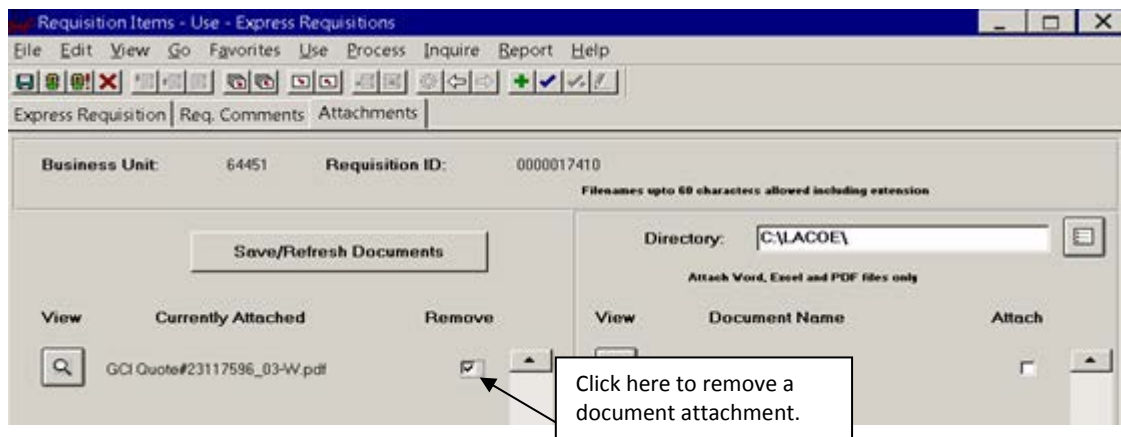 Requisition Items - Use - Express Requisitions
File Edit View Go Favorites Use Process Inquire Report Help
Express Requisition Req. Comments Attachments
Business Unit: 64451 Requisition ID: 0000017410
Filenames upto 60 characters allowed including extension
Save/Refresh Documents
Directory: C:\LACOE\
Attach Word, Excel and PDF files only
View Currently Attached Remove View Document Name Attach
GCI Quote#23117596_03-W.pdf
Click here to remove a
document attachment.